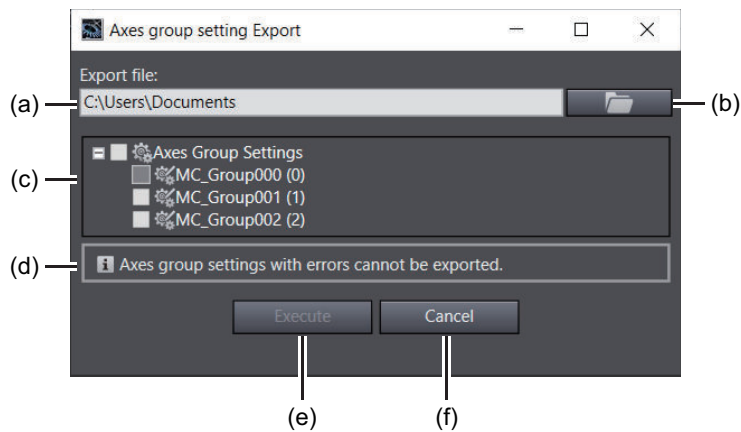 Axes group setting Export
Export file:
(a) C:\Users\Documents (b)
(c) Axes Group Settings
MC_Group000 (0)
MC_Group001 (1)
MC_Group002 (2)
(d) Axes group settings with errors cannot be exported.
Execute Cancel
(e) (f)